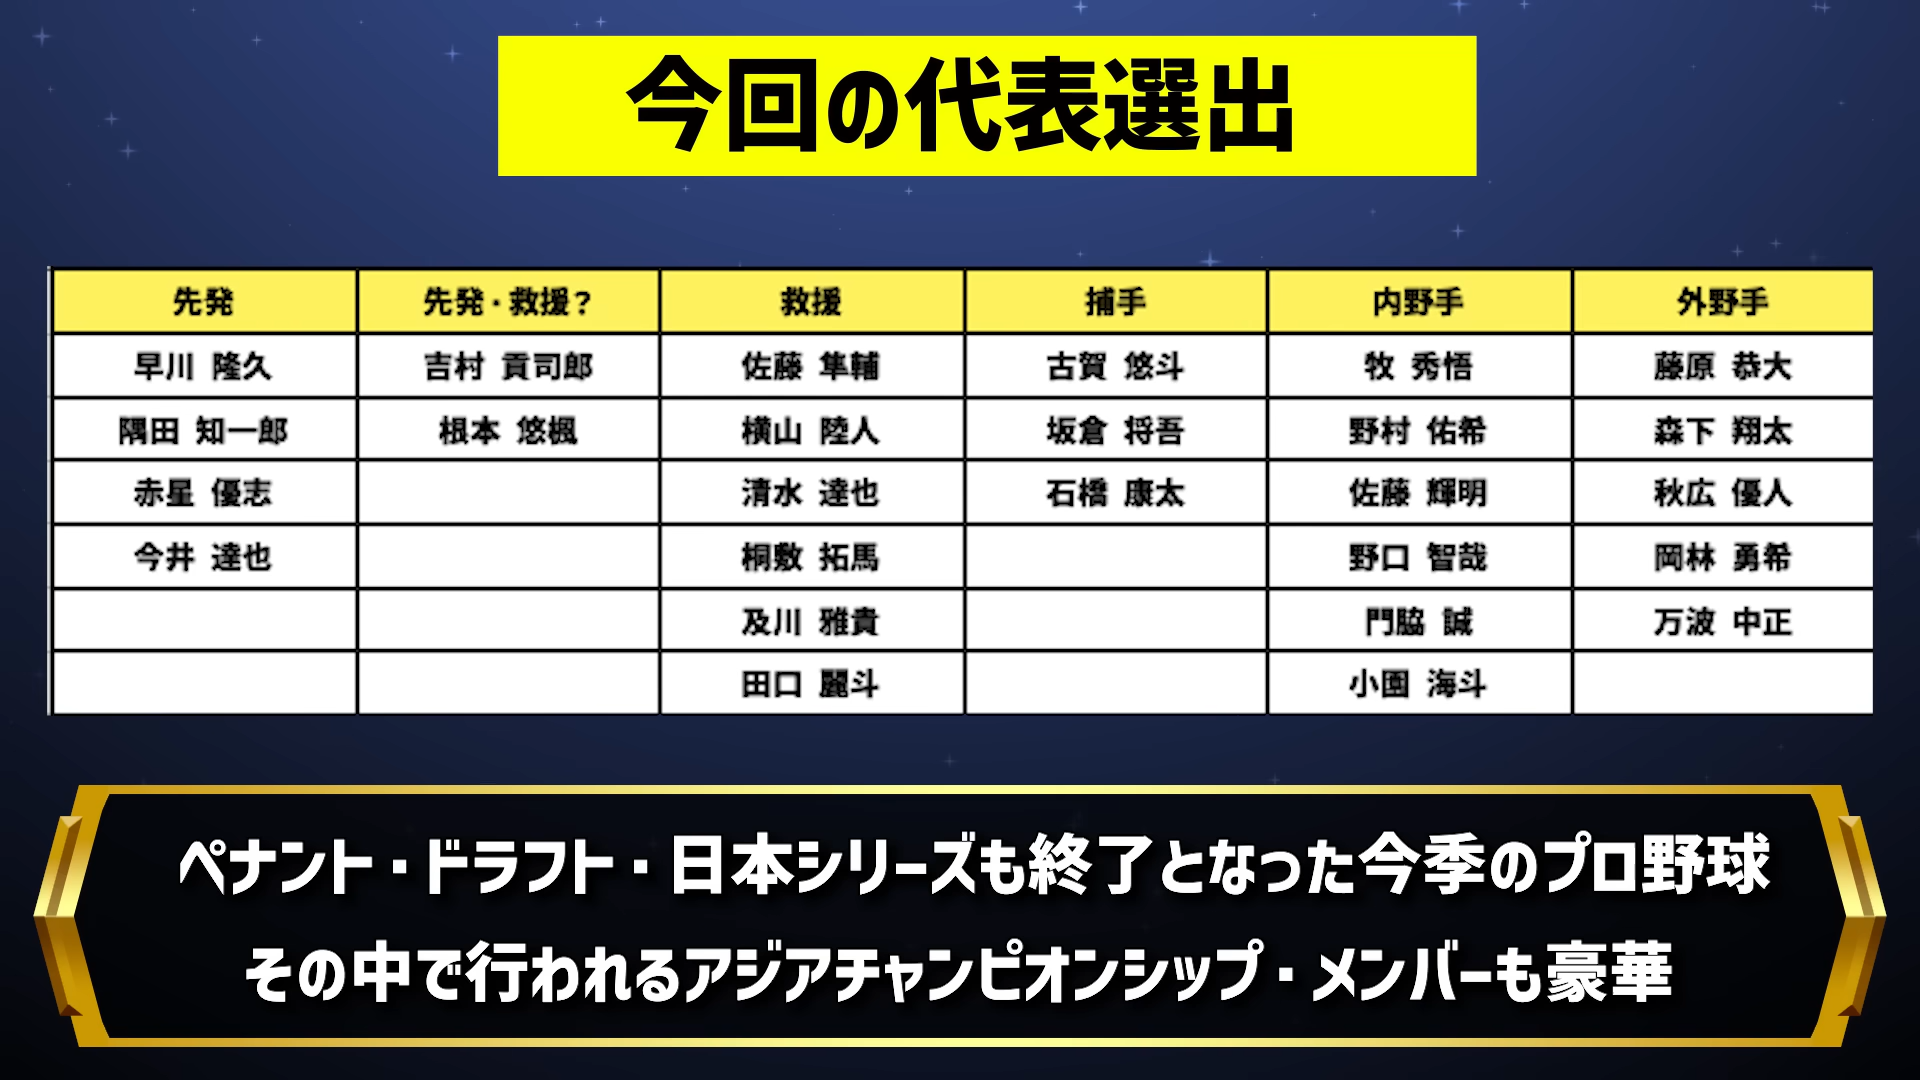 今回の代表選出
先発 先発・救援? 救援 捕手 内野手 外野手
早川 隆久 吉村 貢司郎 佐藤 隼輔 古賀 悠斗 牧 秀悟 藤原 恭大
隅田 知一郎 根本 悠楓 横山 陸人 坂倉 将吾 野村 佑希 森下 翔太
赤星 優志 清水 達也 石橋 康太 佐藤 輝明 秋広 優人
今井 達也 桐敷 拓馬 野口 智哉 岡林 勇希
及川 雅貴 門脇 誠 万波 中正
田口 麗斗 小園 海斗
ペナント・ドラフト・日本シリーズも終了となった今季のプロ野球
その中で行われるアジアチャンピオンシップ・メンバーも豪華